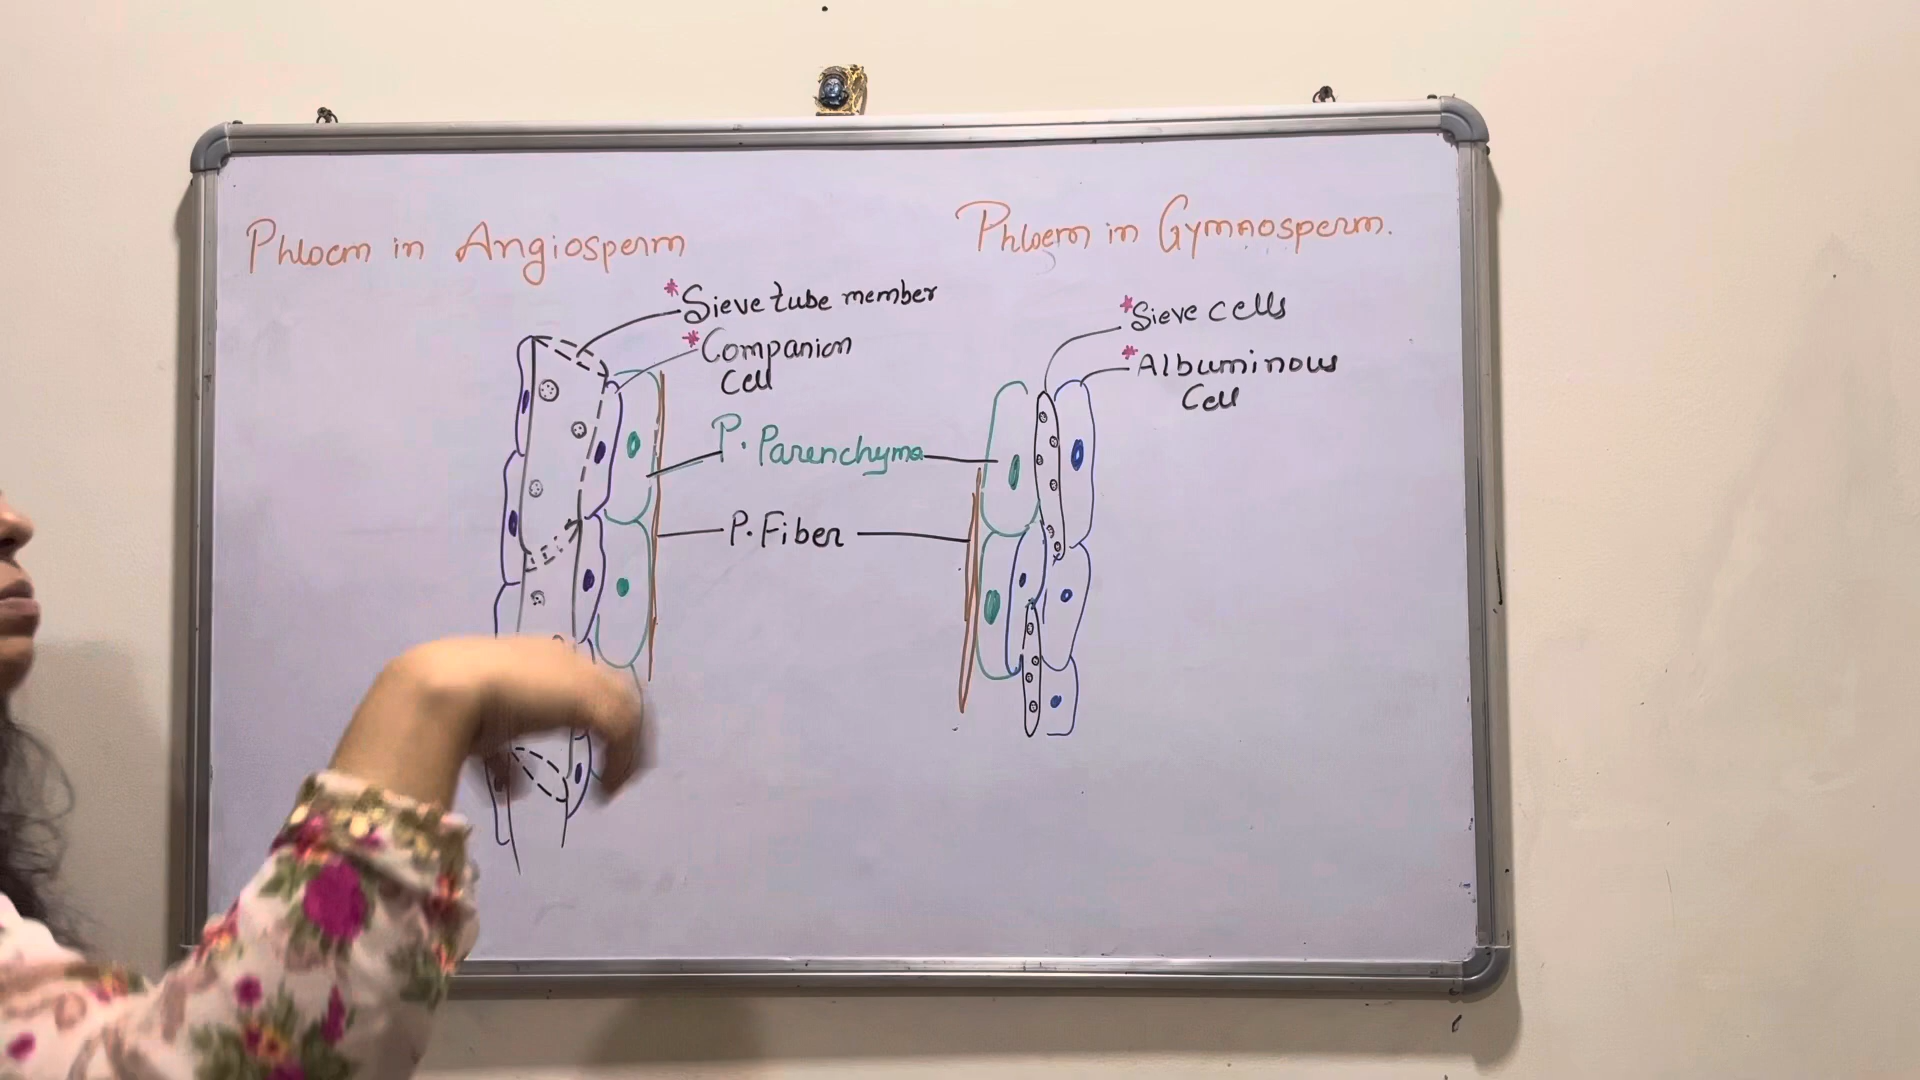 Phloem in Angiosperm
*Sieve tube member
*Companion
Cell
P. Parenchyma
P. Fiber
Phloem in Gymnosperm.
*Sieve cells
*Albuminous
Cell